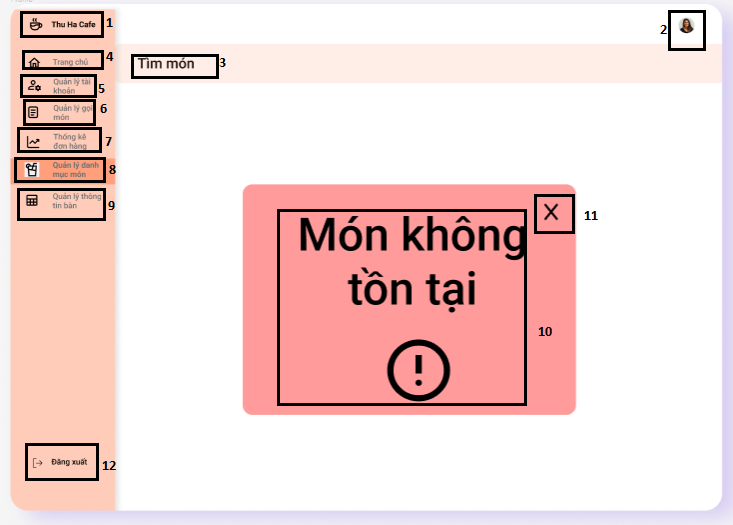 Home
Thu Ha Cafe 1
2
Tìm món 3
Trang chủ 4
Quản lý tài
khoản 5
Quản lý gọi
món 6
Thống kê
đơn hàng 7
Quản lý danh
mục món 8
Quản lý thông
tin bàn 9
Món không
tồn tại
10
X 11
Đăng xuất 12